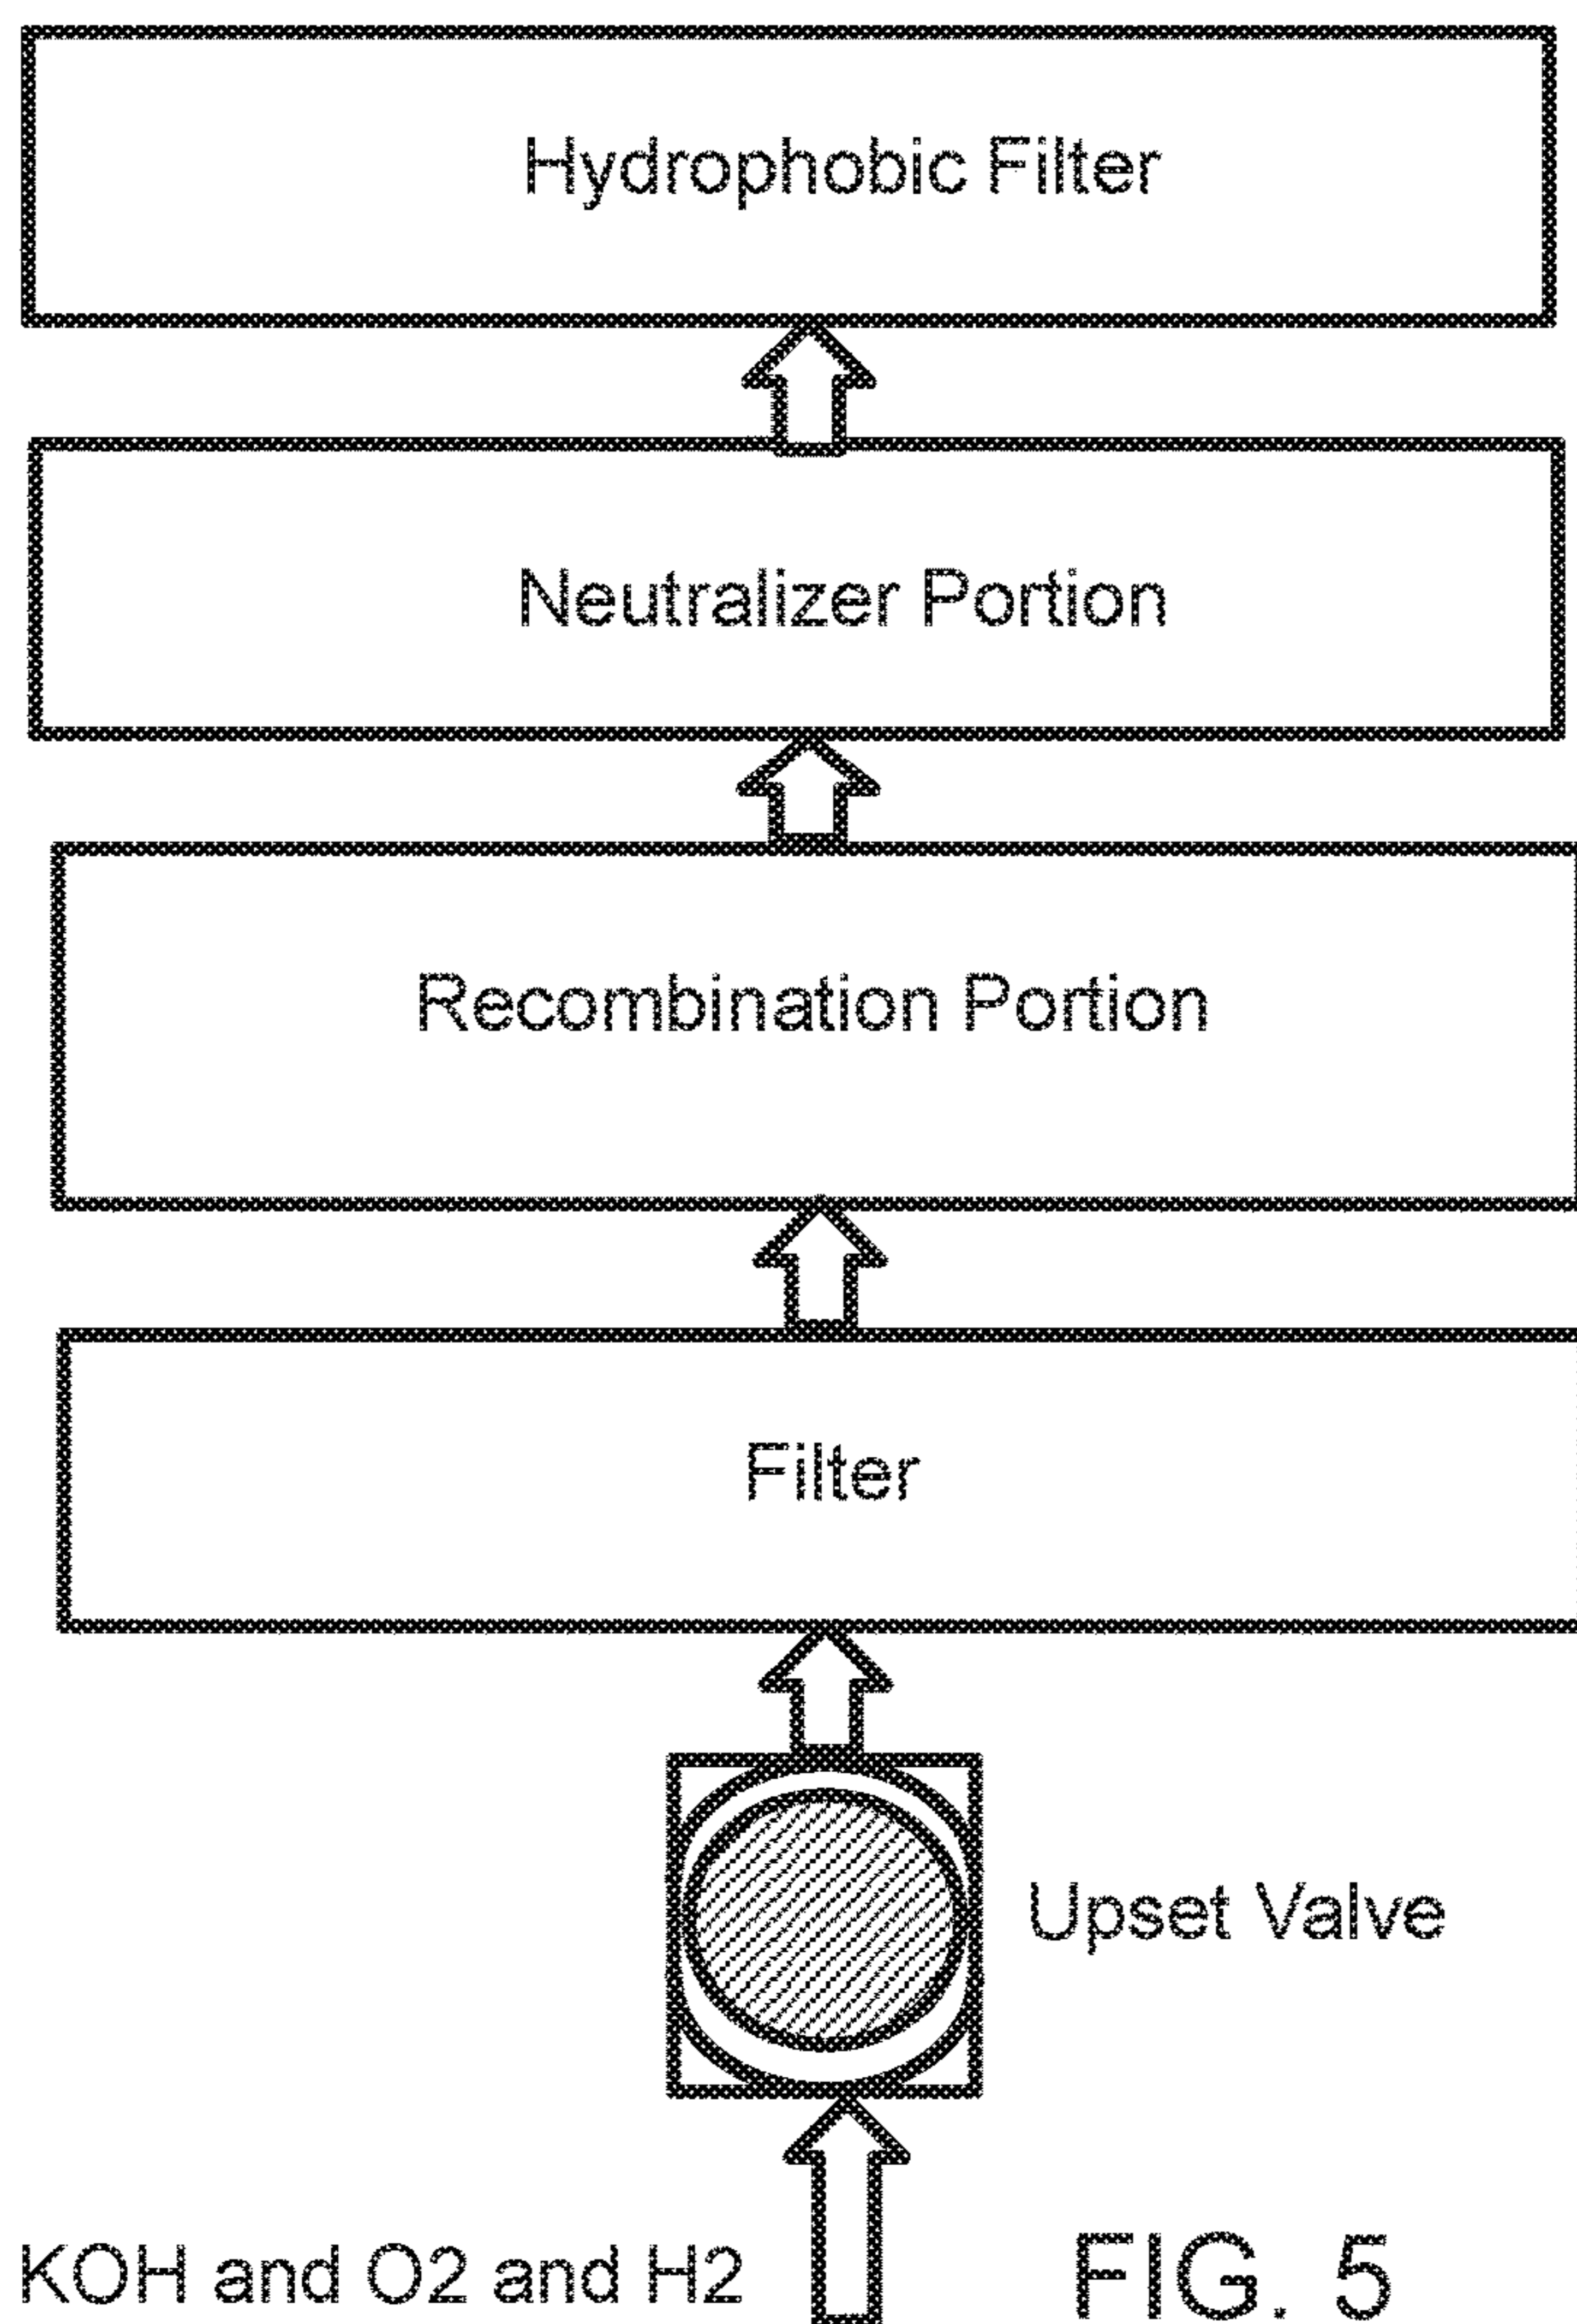 Hydrophobic Filter
Neutralizer Portion
Recombination Portion
Filter
Upset Valve
KOH and O2 and H2
FIG. 5